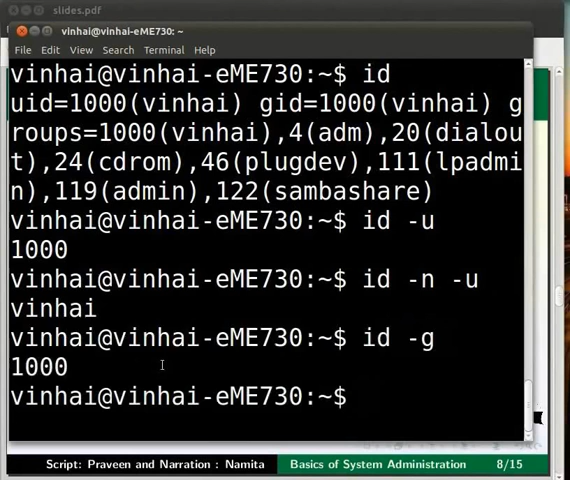 slides.pdf
vinhai@vinhai-eME730: ~
File Edit View Search Terminal Help
vinhai@vinhai-eME730:~$ id
uid=1000(vinhai) gid=1000(vinhai) g
roups=1000(vinhai),4(adm),20(dialou
t),24(cdrom),46(plugdev),111(lpadmi
n),119(admin),122(sambashare)
vinhai@vinhai-eME730:~$ id -u
1000
vinhai@vinhai-eME730:~$ id -n -u
vinhai
vinhai@vinhai-eME730:~$ id -g
1000
vinhai@vinhai-eME730:~$
Script: Praveen and Narration : Namita Basics of System Administration 8/15